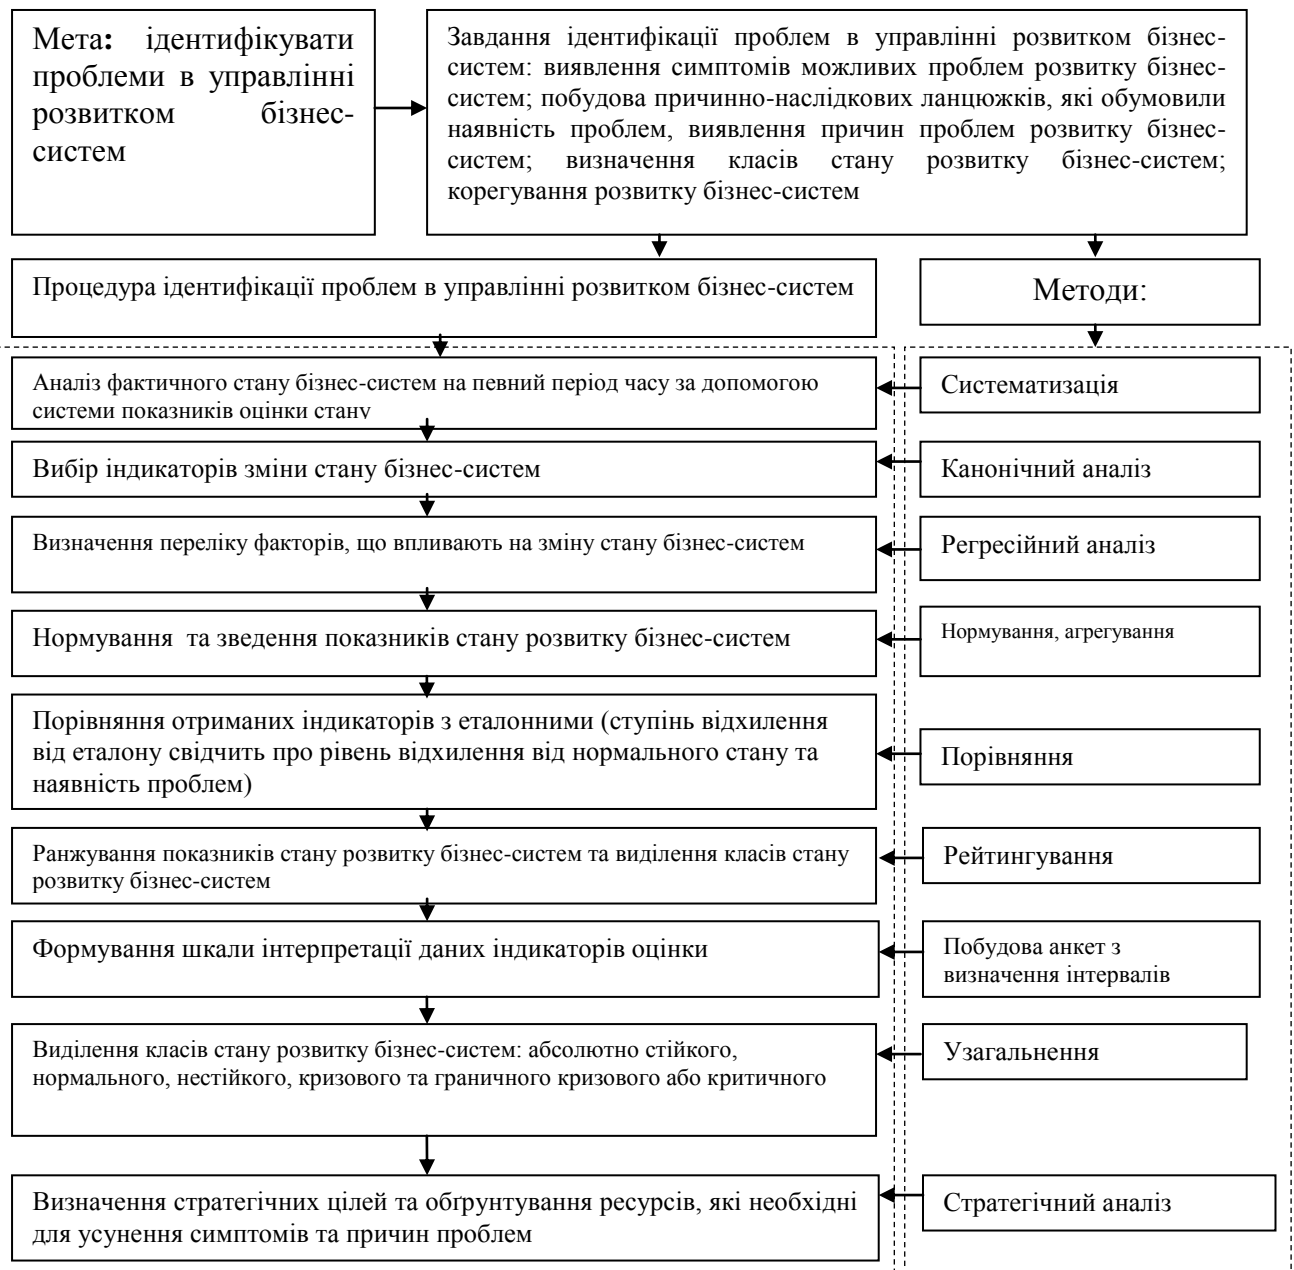 Мета: ідентифікувати
проблеми в управлінні
розвитком бізнес-
систем
Завдання ідентифікації проблем в управлінні розвитком бізнес-
систем: виявлення симптомів можливих проблем розвитку бізнес-
систем; побудова причинно-наслідкових ланцюжків, які обумовили
наявність проблем, виявлення причин проблем розвитку бізнес-
систем; визначення класів стану розвитку бізнес-систем;
корегування розвитку бізнес-систем
Процедура ідентифікації проблем в управлінні розвитком бізнес-систем
Методи:
Аналіз фактичного стану бізнес-систем на певний період часу за допомогою
системи показників оцінки стану
Систематизація
Вибір індикаторів зміни стану бізнес-систем
Канонічний аналіз
Визначення переліку факторів, що впливають на зміну стану бізнес-систем
Регресійний аналіз
Нормування та зведення показників стану розвитку бізнес-систем
Нормування, агрегування
Порівняння отриманих індикаторів з еталонними (ступінь відхилення
від еталону свідчить про рівень відхилення від нормального стану та
наявність проблем)
Порівняння
Ранжування показників стану розвитку бізнес-систем та виділення класів стану
розвитку бізнес-систем
Рейтингування
Формування шкали інтерпретації даних індикаторів оцінки
Побудова анкет з
визначення інтервалів
Виділення класів стану розвитку бізнес-систем: абсолютно стійкого,
нормального, нестійкого, кризового та граничного кризового або критичного
Узагальнення
Визначення стратегічних цілей та обґрунтування ресурсів, які необхідні
для усунення симптомів та причин проблем
Стратегічний аналіз